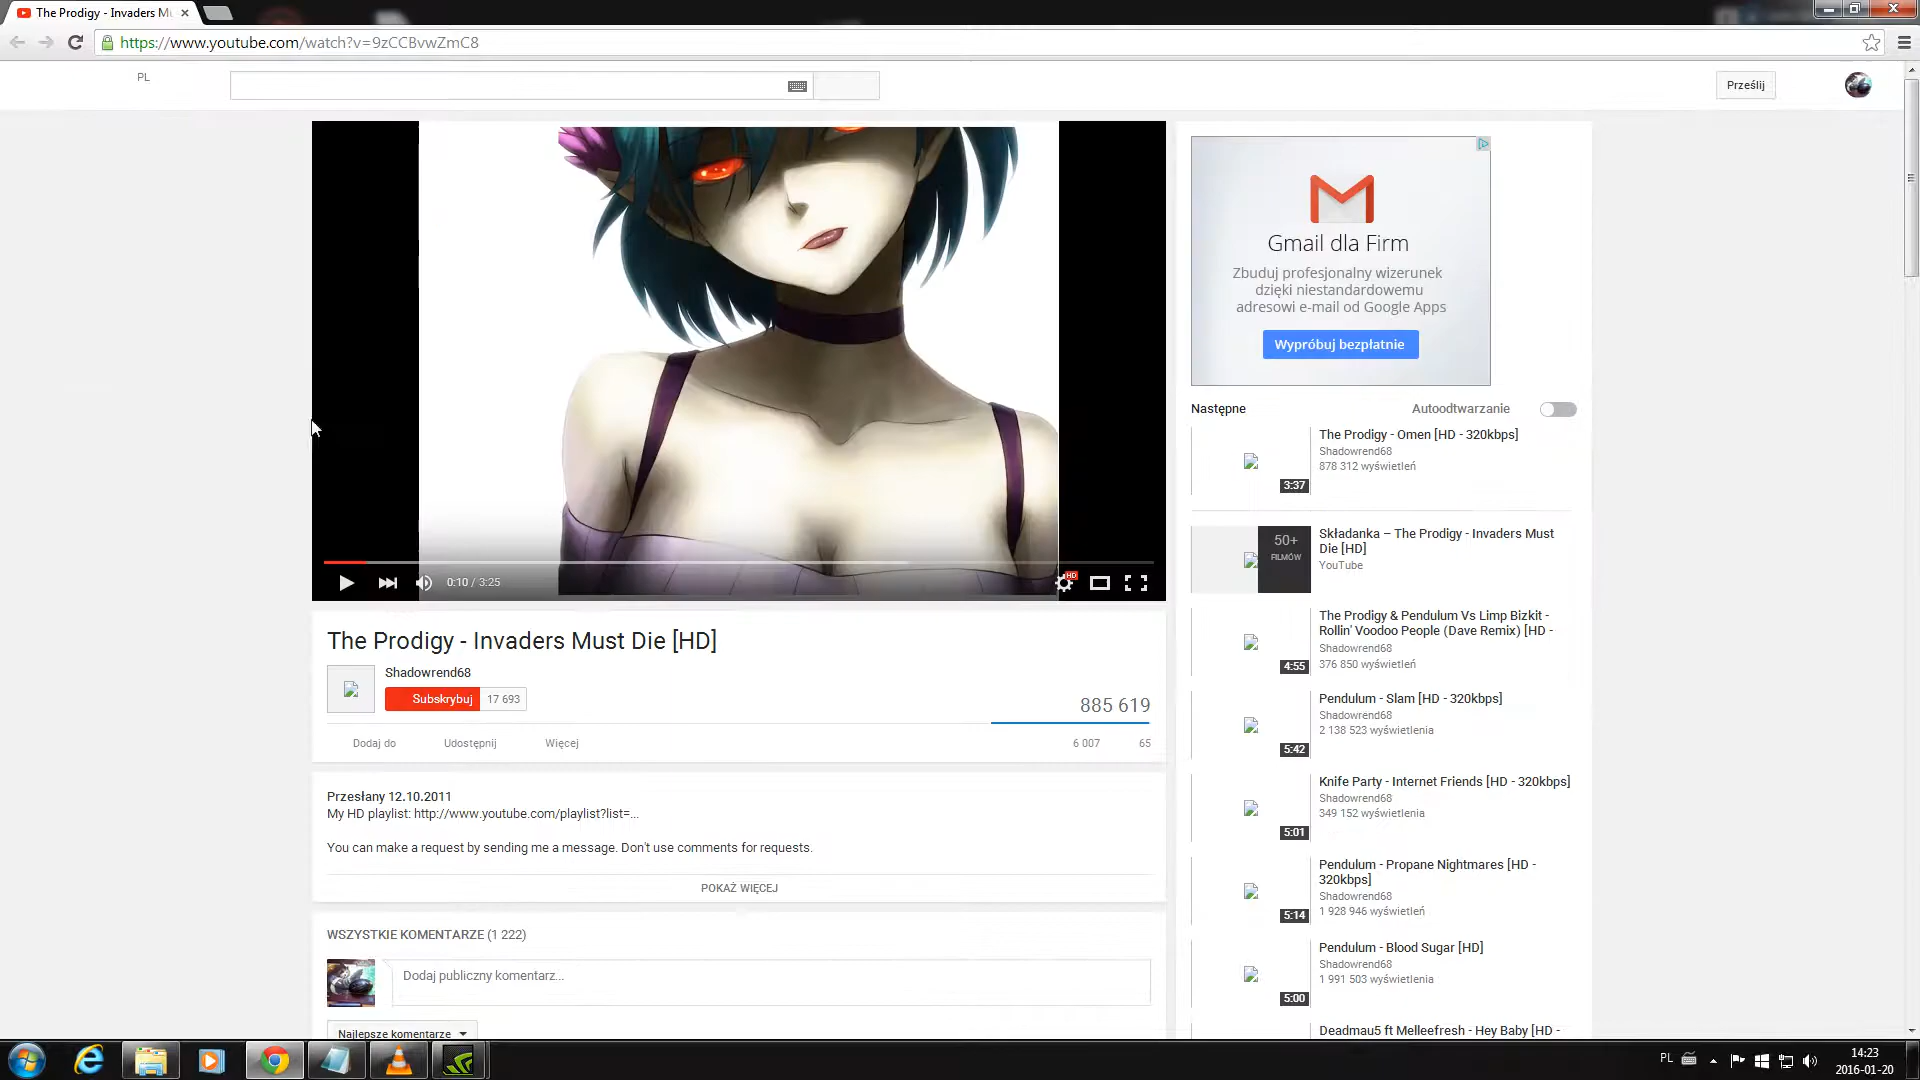 The Prodigy - Invaders Mu
https://www.youtube.com/watch?v=9zCCBvwZmC8
PL
Prześlij
Gmail dla Firm
Zbuduj profesjonalny wizerunek
dzięki niestandardowemu
adresowi e-mail od Google Apps
Wypróbuj bezpłatnie
0:10 / 3:25
HD
The Prodigy - Invaders Must Die [HD]
Shadowrend68
Subskrybuj 17 693
885 619
Dodaj do Udostępnij Więcej
6 007 65
Przesłany 12.10.2011
My HD playlist: http://www.youtube.com/playlist?list=...
You can make a request by sending me a message. Don't use comments for requests.
POKAŻ WIĘCEJ
WSZYSTKIE KOMENTARZE (1 222)
Dodaj publiczny komentarz...
Najlepsze komentarze
Następne Autoodtwarzanie
The Prodigy - Omen [HD - 320kbps]
Shadowrend68
878 312 wyświetleń
3:37
Składanka – The Prodigy - Invaders Must
Die [HD]
YouTube
50+
FILMÓW
The Prodigy & Pendulum Vs Limp Bizkit -
Rollin' Voodoo People (Dave Remix) [HD -
Shadowrend68
376 850 wyświetleń
4:55
Pendulum - Slam [HD - 320kbps]
Shadowrend68
2 138 523 wyświetlenia
5:42
Knife Party - Internet Friends [HD - 320kbps]
Shadowrend68
349 152 wyświetlenia
5:01
Pendulum - Propane Nightmares [HD -
320kbps]
Shadowrend68
1 928 946 wyświetleń
5:14
Pendulum - Blood Sugar [HD]
Shadowrend68
1 991 503 wyświetlenia
5:00
Deadmau5 ft Melleefresh - Hey Baby [HD -
PL
14:23
2016-01-20